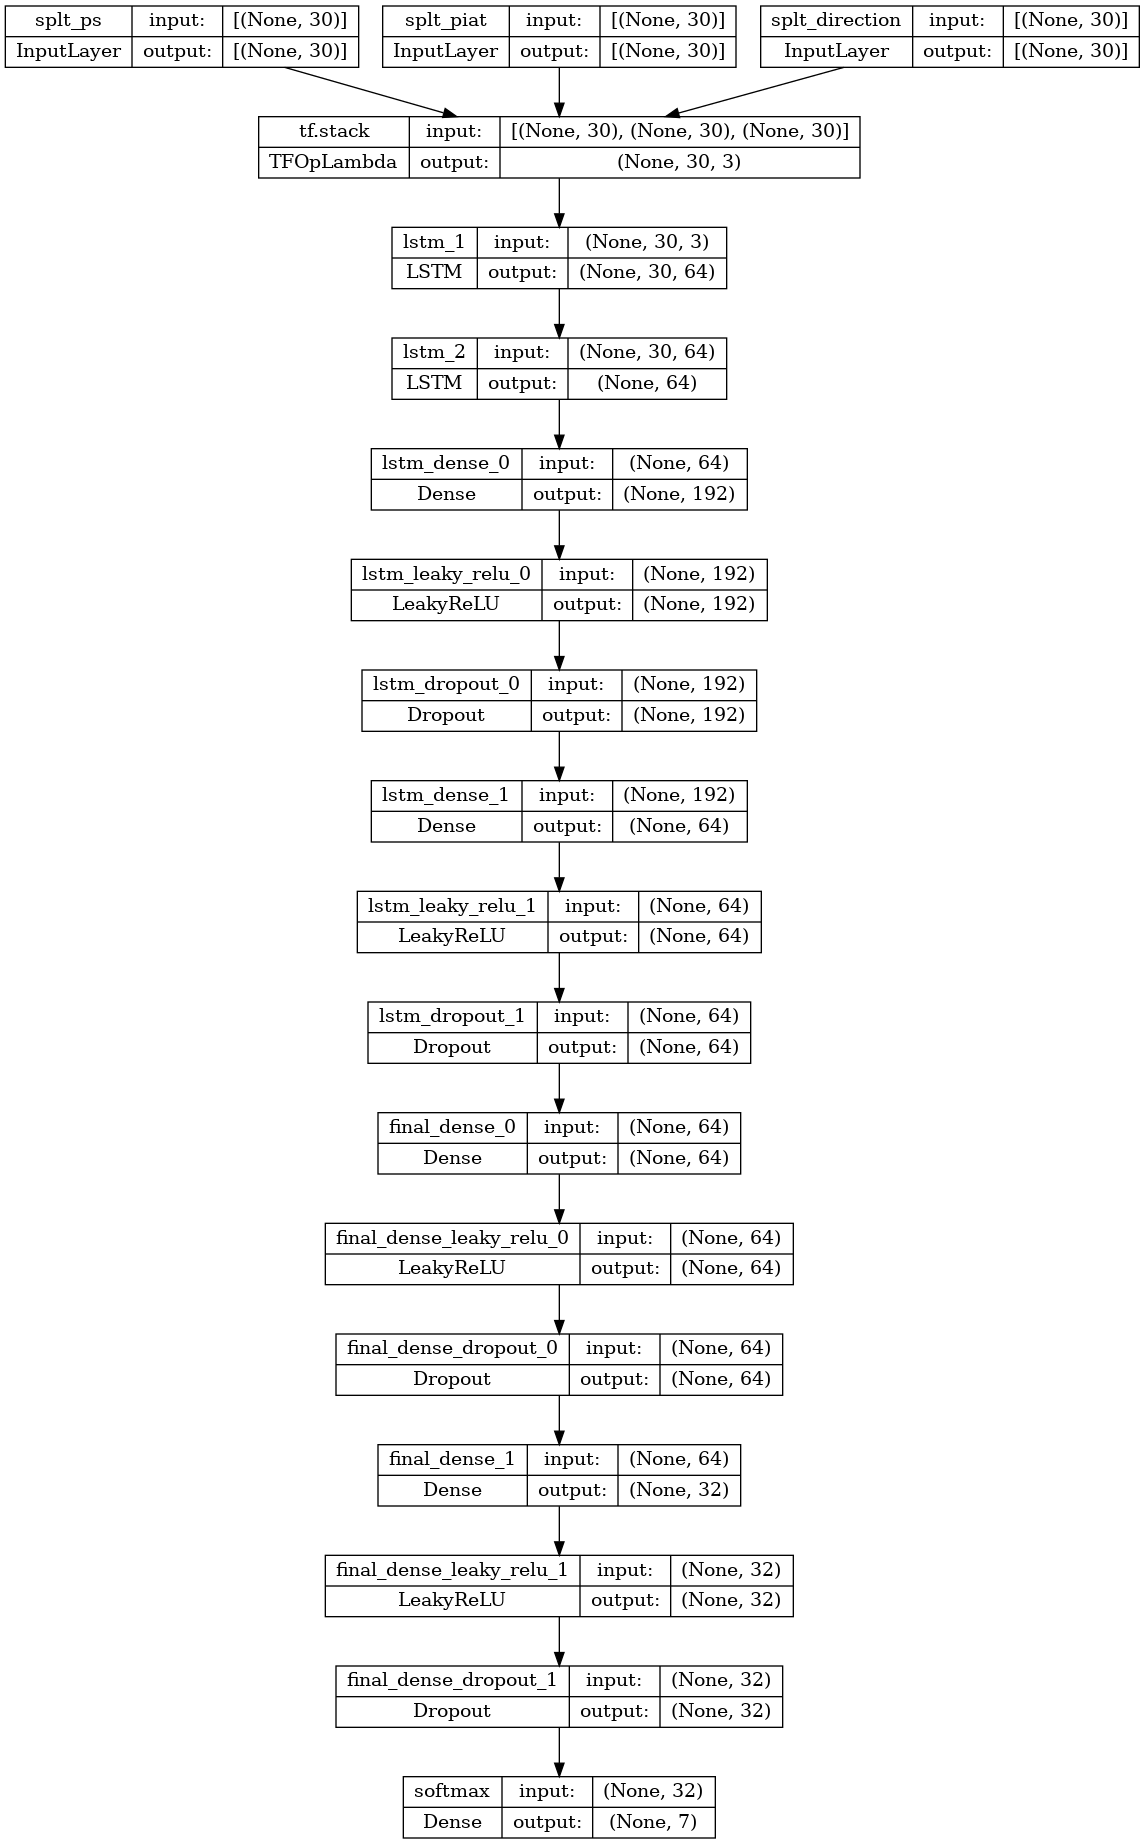 splt_ps input: [(None, 30)]
InputLayer output: [(None, 30)]
splt_piat input: [(None, 30)]
InputLayer output: [(None, 30)]
splt_direction input: [(None, 30)]
InputLayer output: [(None, 30)]
tf.stack input: [(None, 30), (None, 30), (None, 30)]
TFOpLambda output: (None, 30, 3)
lstm_1 input: (None, 30, 3)
LSTM output: (None, 30, 64)
lstm_2 input: (None, 30, 64)
LSTM output: (None, 64)
lstm_dense_0 input: (None, 64)
Dense output: (None, 192)
lstm_leaky_relu_0 input: (None, 192)
LeakyReLU output: (None, 192)
lstm_dropout_0 input: (None, 192)
Dropout output: (None, 192)
lstm_dense_1 input: (None, 192)
Dense output: (None, 64)
lstm_leaky_relu_1 input: (None, 64)
LeakyReLU output: (None, 64)
lstm_dropout_1 input: (None, 64)
Dropout output: (None, 64)
final_dense_0 input: (None, 64)
Dense output: (None, 64)
final_dense_leaky_relu_0 input: (None, 64)
LeakyReLU output: (None, 64)
final_dense_dropout_0 input: (None, 64)
Dropout output: (None, 64)
final_dense_1 input: (None, 64)
Dense output: (None, 32)
final_dense_leaky_relu_1 input: (None, 32)
LeakyReLU output: (None, 32)
final_dense_dropout_1 input: (None, 32)
Dropout output: (None, 32)
softmax input: (None, 32)
Dense output: (None, 7)